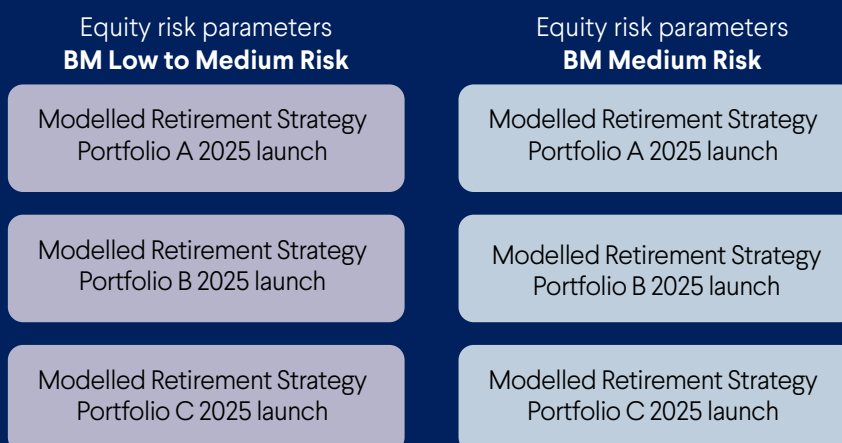 Equity risk parameters
BM Low to Medium Risk
Modelled Retirement Strategy
Portfolio A 2025 launch
Modelled Retirement Strategy
Portfolio B 2025 launch
Modelled Retirement Strategy
Portfolio C 2025 launch
Equity risk parameters
BM Medium Risk
Modelled Retirement Strategy
Portfolio A 2025 launch
Modelled Retirement Strategy
Portfolio B 2025 launch
Modelled Retirement Strategy
Portfolio C 2025 launch